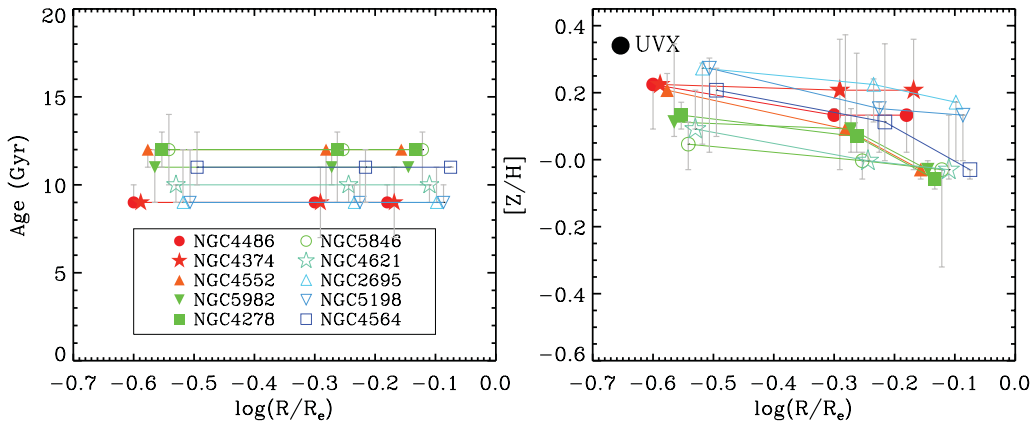 20
15
10
5
0
Age (Gyr)
NGC4486
NGC4374
NGC4552
NGC5982
NGC4278
NGC5846
NGC4621
NGC2695
NGC5198
NGC4564
−0.7 −0.6 −0.5 −0.4 −0.3 −0.2 −0.1 0.0
log(R/Re)
0.4
0.2
−0.0
−0.2
−0.4
−0.6
[Z/H]
UVX
−0.7 −0.6 −0.5 −0.4 −0.3 −0.2 −0.1 0.0
log(R/Re)